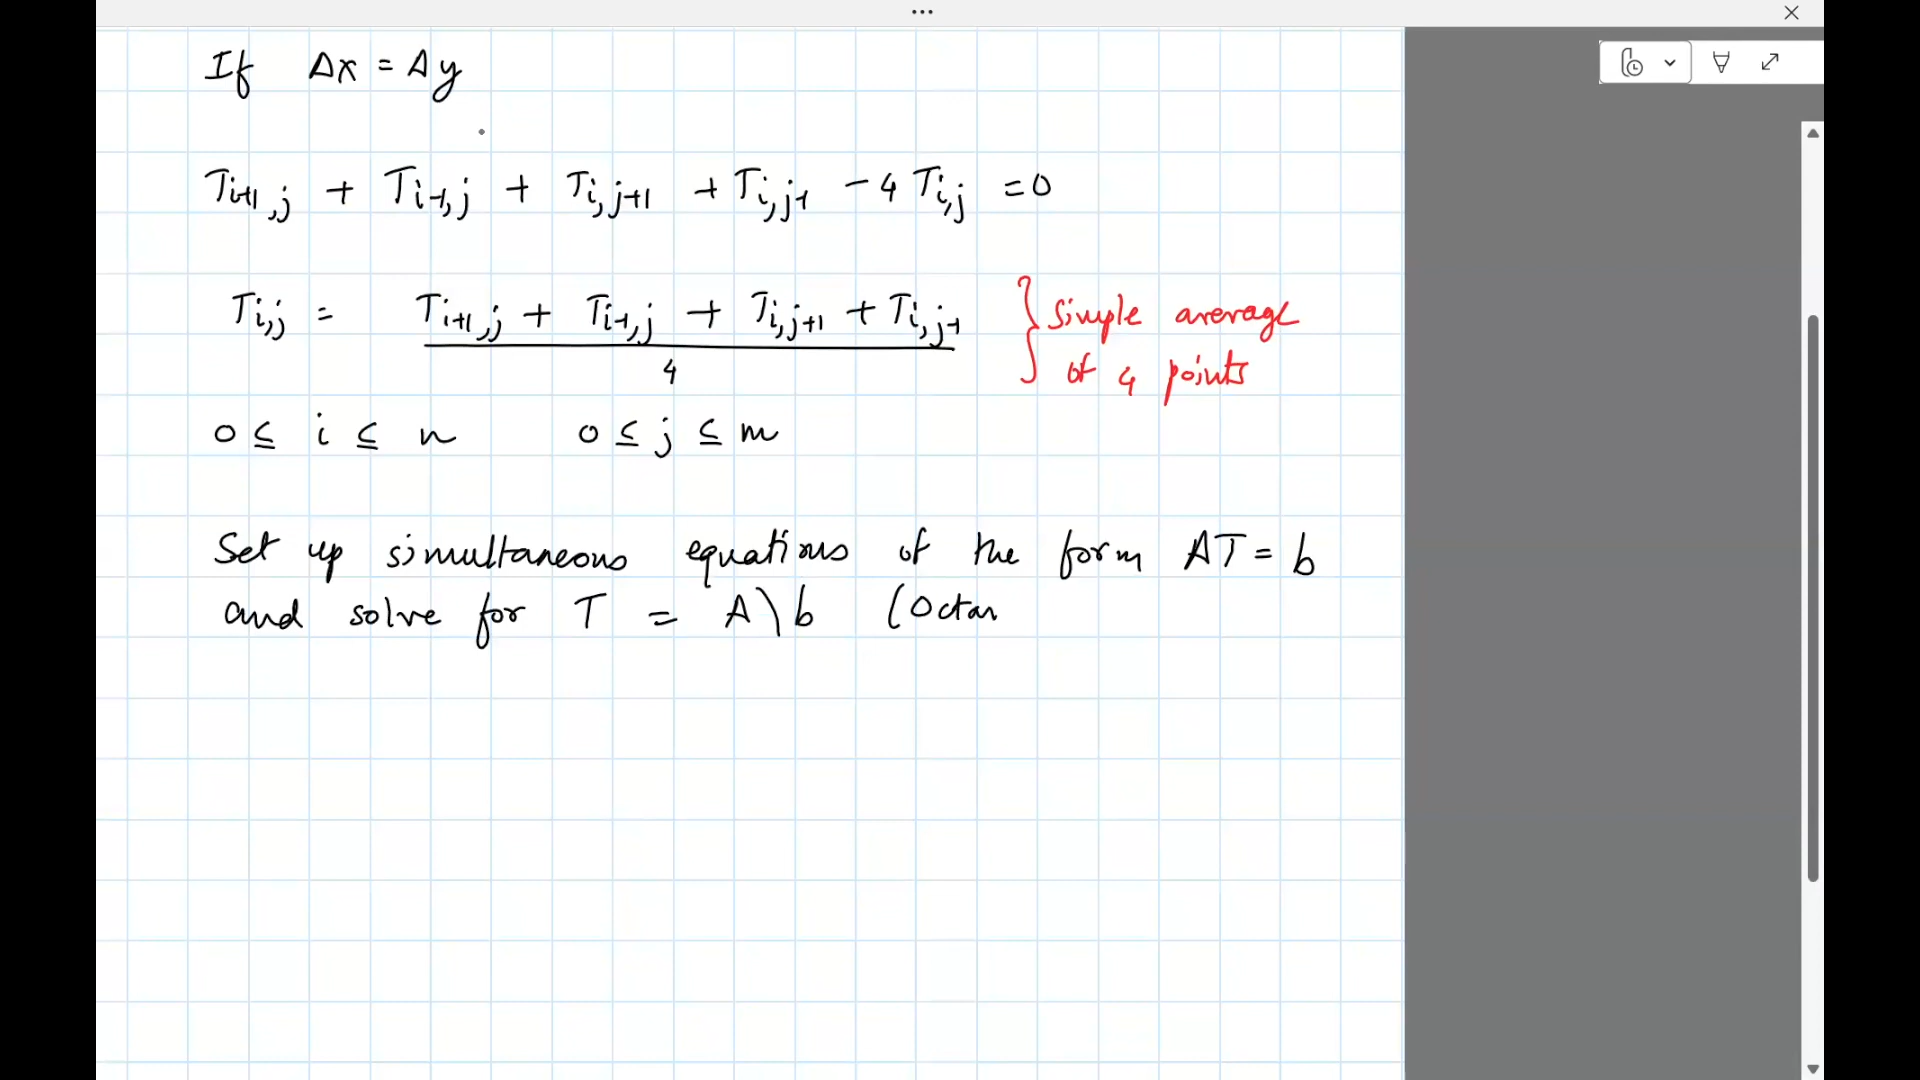 If Δx = Δy
T_{i+1,j} + T_{i-1,j} + T_{i,j+1} + T_{i,j-1} - 4 T_{i,j} = 0
T_{i,j} = (T_{i+1,j} + T_{i-1,j} + T_{i,j+1} + T_{i,j-1}) / 4 } Simple average
of 4 points
0 ≤ i ≤ n 0 ≤ j ≤ m
Set up simultaneous equations of the form AT = b
and solve for T = A\b (Octav